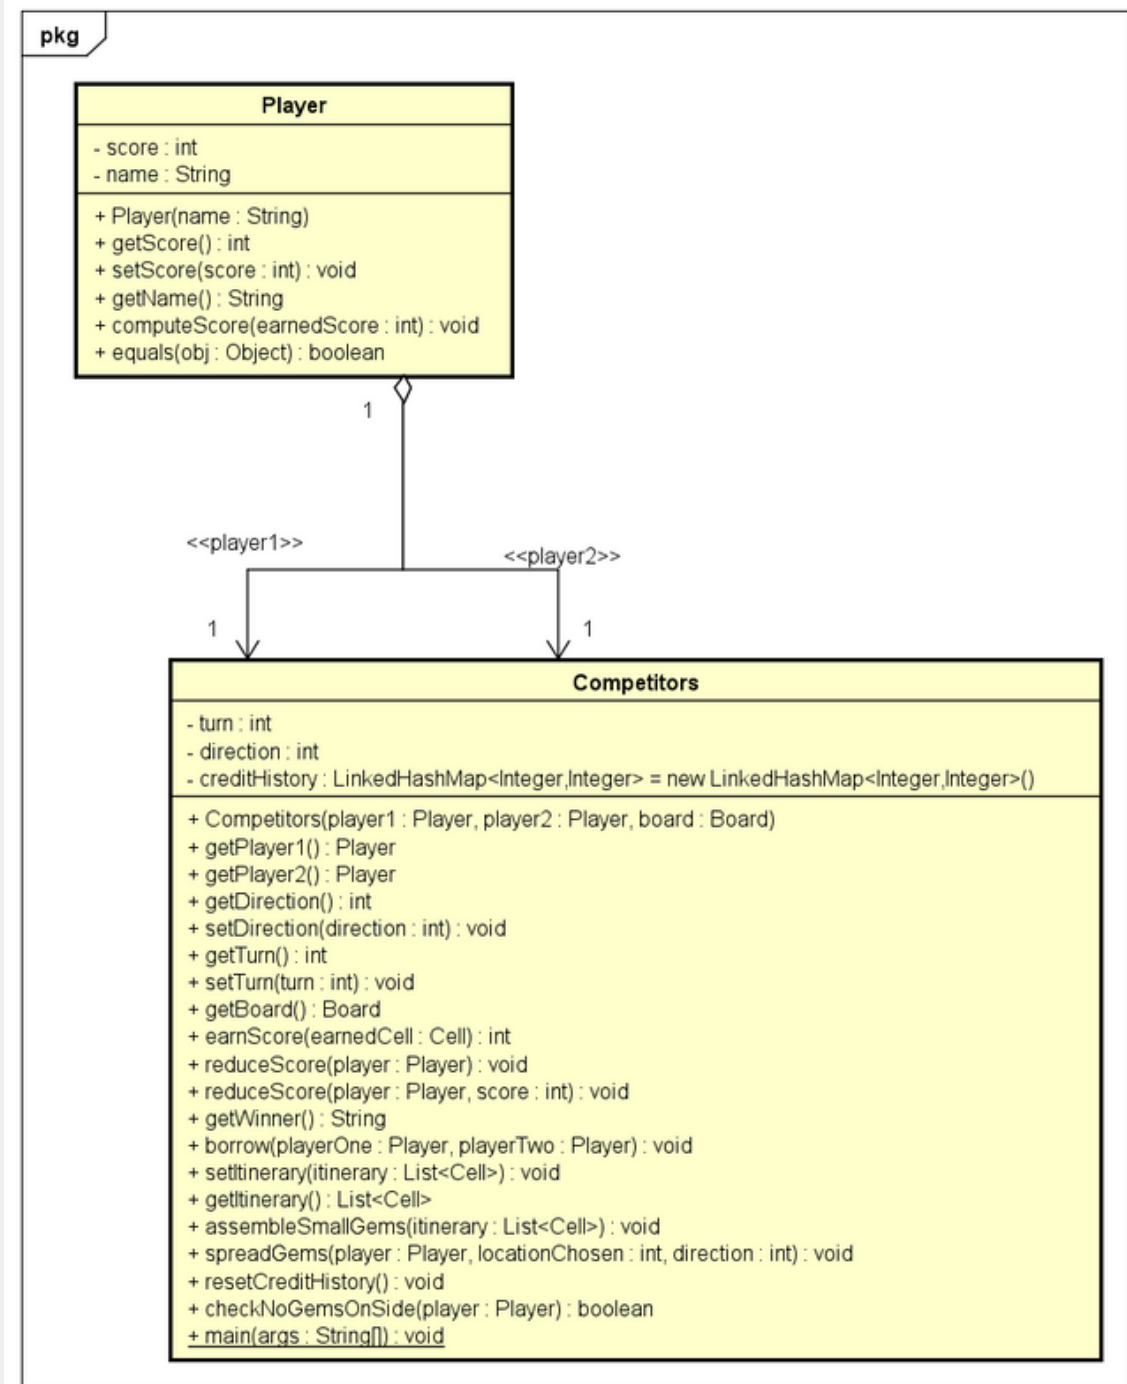 pkg
Player
- score : int
- name : String
+ Player(name : String)
+ getScore() : int
+ setScore(score : int) : void
+ getName() : String
+ computeScore(earnedScore : int) : void
+ equals(obj : Object) : boolean
1
<<player1>>
<<player2>>
1
1
Competitors
- turn : int
- direction : int
- creditHistory : LinkedHashMap<Integer,Integer> = new LinkedHashMap<Integer,Integer>()
+ Competitors(player1 : Player, player2 : Player, board : Board)
+ getPlayer1() : Player
+ getPlayer2() : Player
+ getDirection() : int
+ setDirection(direction : int) : void
+ getTurn() : int
+ setTurn(turn : int) : void
+ getBoard() : Board
+ earnScore(earnedCell : Cell) : int
+ reduceScore(player : Player) : void
+ reduceScore(player : Player, score : int) : void
+ getWinner() : String
+ borrow(playerOne : Player, playerTwo : Player) : void
+ setItinerary(itinerary : List<Cell>) : void
+ getItinerary() : List<Cell>
+ assembleSmallGems(itinerary : List<Cell>) : void
+ spreadGems(player : Player, locationChosen : int, direction : int) : void
+ resetCreditHistory() : void
+ checkNoGemsOnSide(player : Player) : boolean
+ main(args : String[]) : void